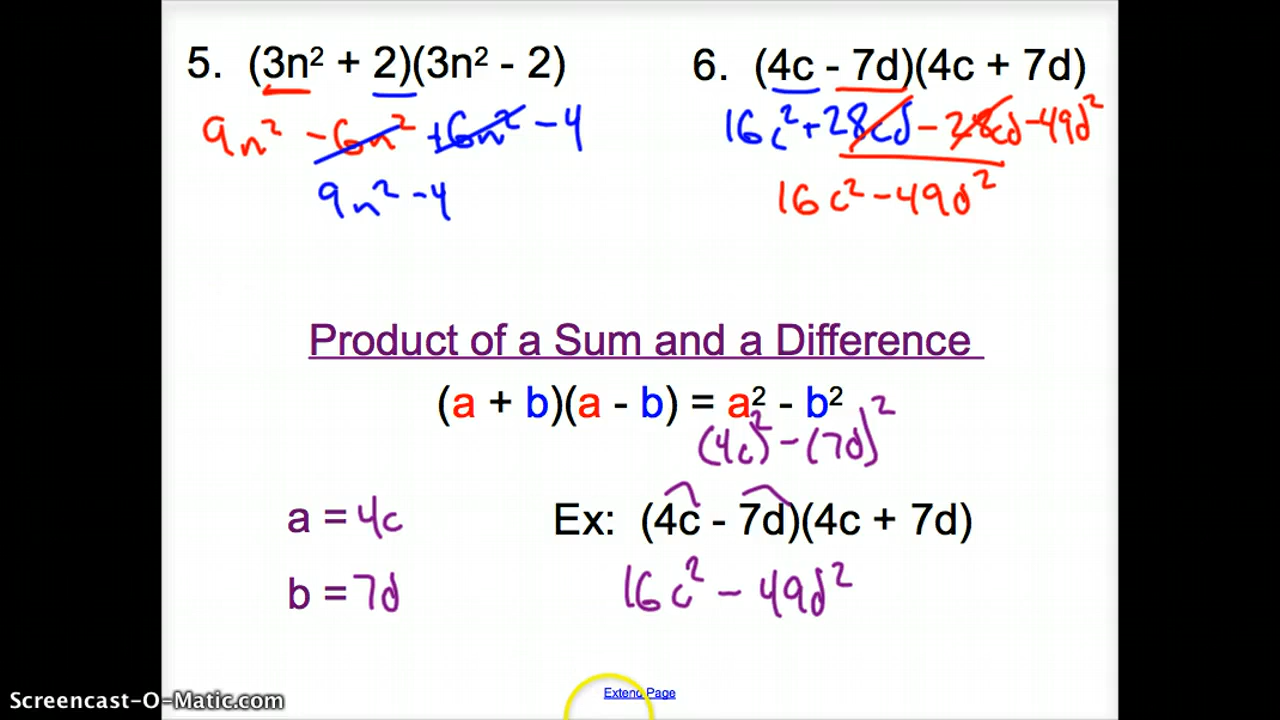 5. (3n² + 2)(3n² - 2)
9n² - 6n² + 6n² - 4
9n² - 4
6. (4c - 7d)(4c + 7d)
16c² + 28cd - 28cd - 49d²
16c² - 49d²
Product of a Sum and a Difference
(a + b)(a - b) = a² - b²
(4c)² - (7d)²
a = 4c
Ex: (4c - 7d)(4c + 7d)
b = 7d
16c² - 49d²
Extend Page
Screencast-O-Matic.com